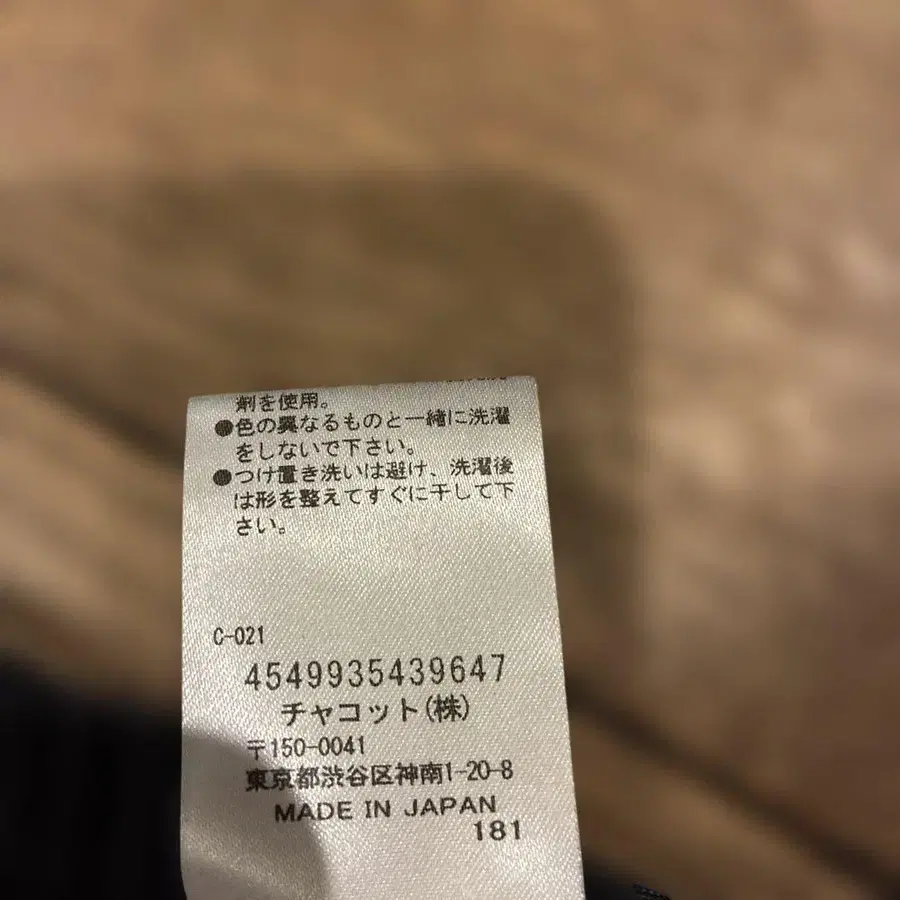 剤を使用。
●色の異なるものと一緒に洗濯
をしないで下さい。
●つけ置き洗いは避け、洗濯後
は形を整えてすぐに干して下
さい。
C-021
4549935439647
チャコット(株)
〒150-0041
東京都渋谷区神南1-20-8
MADE IN JAPAN
181